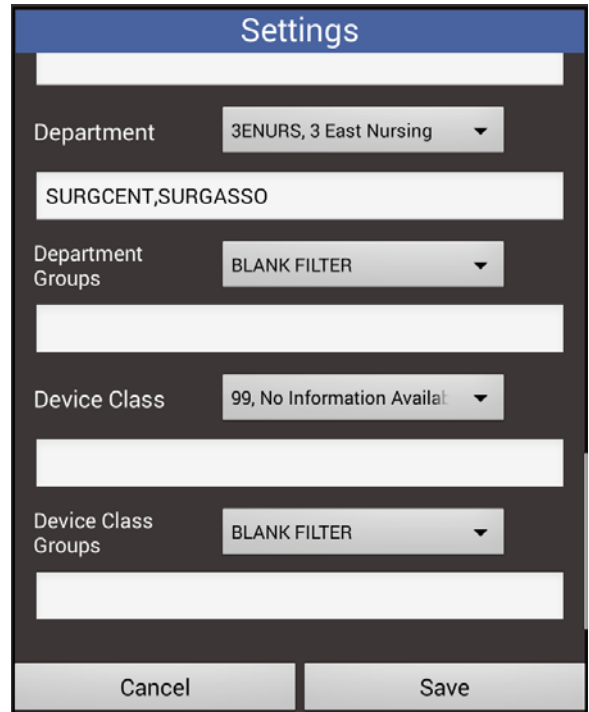 Settings
Department
3ENURS, 3 East Nursing
SURGCENT,SURGASSO
Department
Groups
BLANK FILTER
Device Class
99, No Information Availab
Device Class
Groups
BLANK FILTER
Cancel
Save